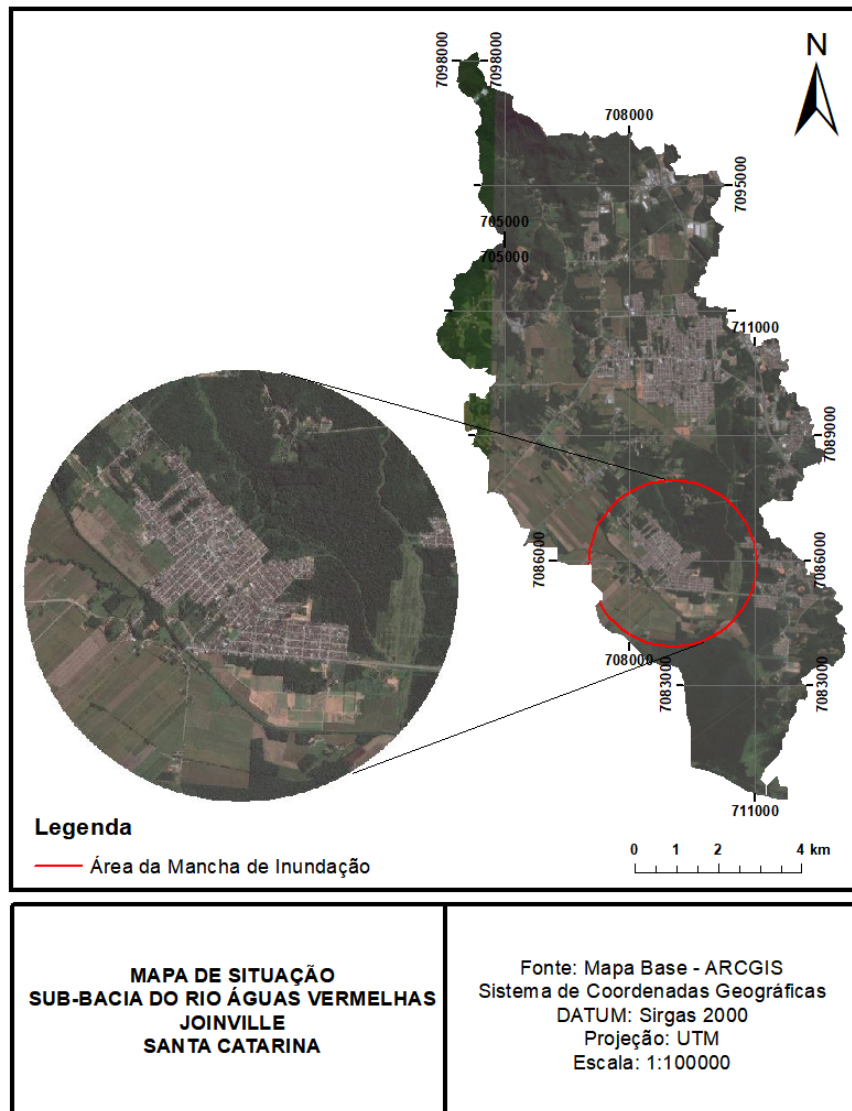 N
7098000
7098000
708000
7095000
705000
705000
711000
7089000
7086000
7086000
708000
7083000
7083000
711000
Legenda
Área da Mancha de Inundação
0 1 2 4 km
MAPA DE SITUAÇÃO
SUB-BACIA DO RIO ÁGUAS VERMELHAS
JOINVILLE
SANTA CATARINA
Fonte: Mapa Base - ARCGIS
Sistema de Coordenadas Geográficas
DATUM: Sirgas 2000
Projeção: UTM
Escala: 1:100000